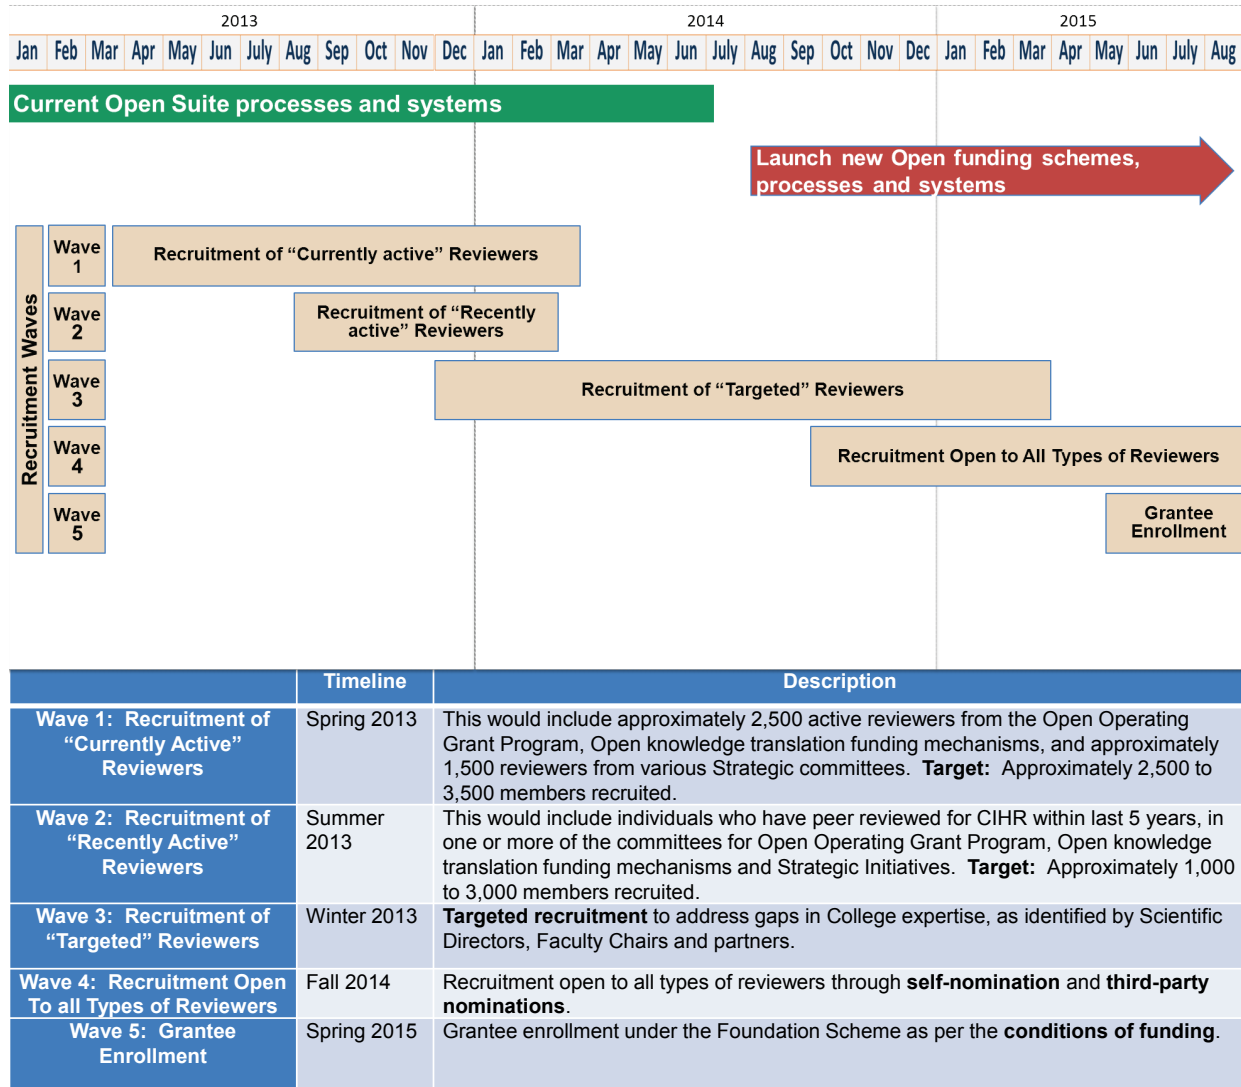 2013 2014 2015
Jan Feb Mar Apr May Jun July Aug Sep Oct Nov Dec Jan Feb Mar Apr May Jun July Aug Sep Oct Nov Dec Jan Feb Mar Apr May Jun July Aug
Current Open Suite processes and systems
Launch new Open funding schemes,
processes and systems
Recruitment Waves
Wave
1
Recruitment of “Currently active” Reviewers
Wave
2
Recruitment of “Recently
active” Reviewers
Wave
3
Recruitment of “Targeted” Reviewers
Wave
4
Recruitment Open to All Types of Reviewers
Wave
5
Grantee
Enrollment
Timeline Description
Wave 1: Recruitment of
“Currently Active”
Reviewers
Spring 2013
This would include approximately 2,500 active reviewers from the Open Operating
Grant Program, Open knowledge translation funding mechanisms, and approximately
1,500 reviewers from various Strategic committees. Target: Approximately 2,500 to
3,500 members recruited.
Wave 2: Recruitment of
“Recently Active”
Reviewers
Summer
2013
This would include individuals who have peer reviewed for CIHR within last 5 years, in
one or more of the committees for Open Operating Grant Program, Open knowledge
translation funding mechanisms and Strategic Initiatives. Target: Approximately 1,000
to 3,000 members recruited.
Wave 3: Recruitment of
“Targeted” Reviewers
Winter 2013
Targeted recruitment to address gaps in College expertise, as identified by Scientific
Directors, Faculty Chairs and partners.
Wave 4: Recruitment Open
To all Types of Reviewers
Fall 2014
Recruitment open to all types of reviewers through self-nomination and third-party
nominations.
Wave 5: Grantee
Enrollment
Spring 2015
Grantee enrollment under the Foundation Scheme as per the conditions of funding.